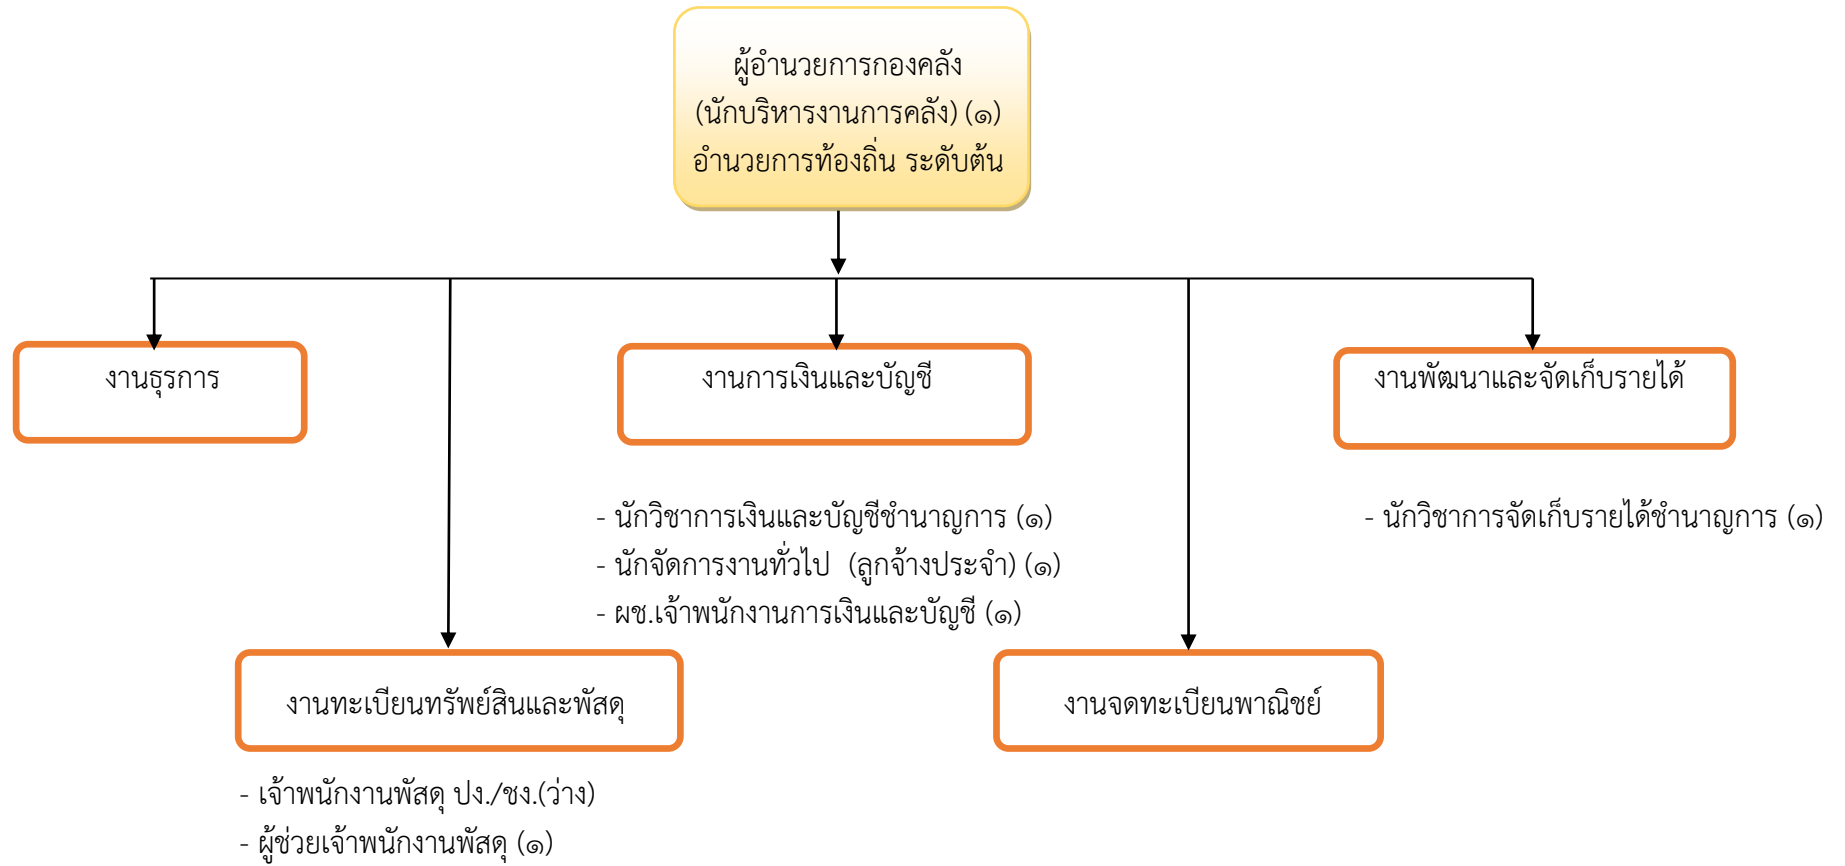 ผู้อำนวยการกองคลัง
(นักบริหารงานการคลัง) (๑)
อำนวยการท้องถิ่น ระดับต้น
งานธุรการ
งานการเงินและบัญชี
งานพัฒนาและจัดเก็บรายได้
- นักวิชาการเงินและบัญชีชำนาญการ (๑)
- นักจัดการงานทั่วไป (ลูกจ้างประจำ) (๑)
- ผช.เจ้าพนักงานการเงินและบัญชี (๑)
- นักวิชาการจัดเก็บรายได้ชำนาญการ (๑)
งานทะเบียนทรัพย์สินและพัสดุ
งานจดทะเบียนพาณิชย์
- เจ้าพนักงานพัสดุ ปง./ชง.(ว่าง)
- ผู้ช่วยเจ้าพนักงานพัสดุ (๑)